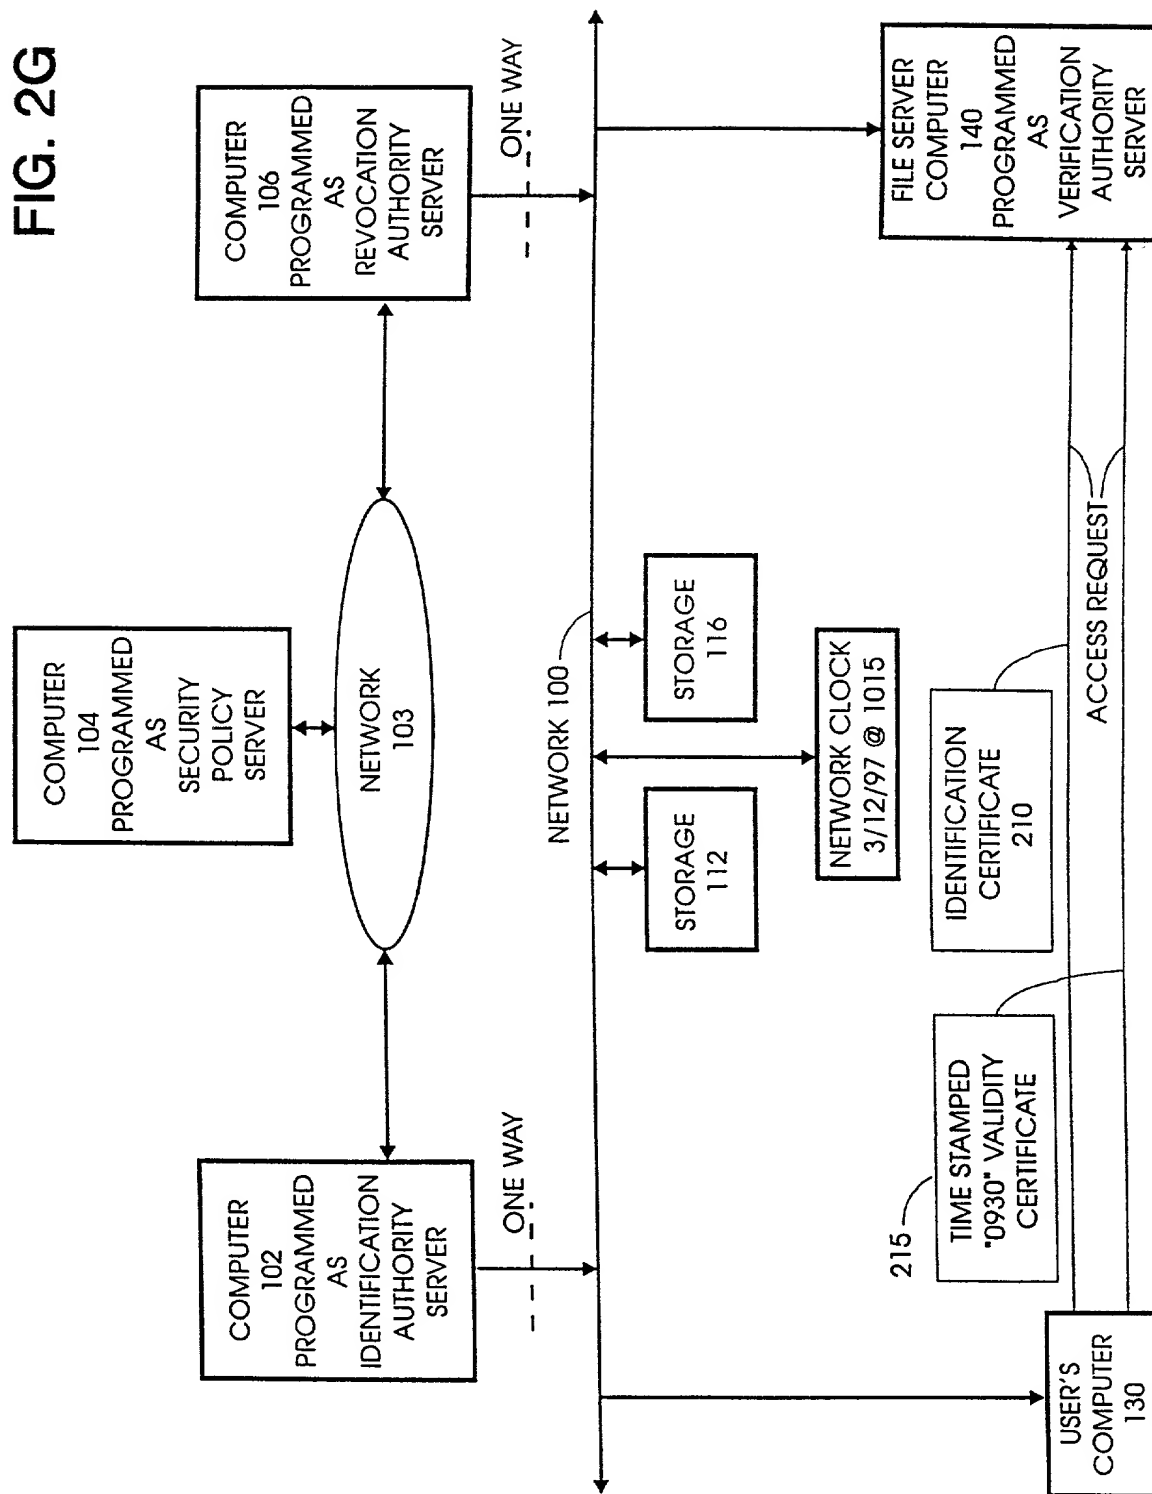 FIG. 2G
COMPUTER
104
PROGRAMMED
AS
SECURITY
POLICY
SERVER
COMPUTER
102
PROGRAMMED
AS
IDENTIFICATION
AUTHORITY
SERVER
NETWORK
103
COMPUTER
106
PROGRAMMED
AS
REVOCATION
AUTHORITY
SERVER
ONE WAY
ONE WAY
NETWORK 100
STORAGE
112
STORAGE
116
NETWORK CLOCK
3/12/97 @ 1015
215
TIME STAMPED
"0930" VALIDITY
CERTIFICATE
IDENTIFICATION
CERTIFICATE
210
ACCESS REQUEST
USER'S
COMPUTER
130
FILE SERVER
COMPUTER
140
PROGRAMMED
AS
VERIFICATION
AUTHORITY
SERVER